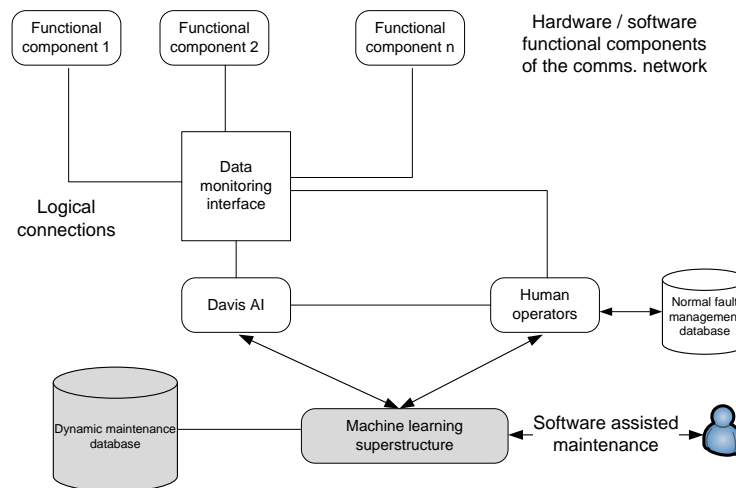 Functional
component 1
Functional
component 2
Functional
component n
Hardware / software
functional components
of the comms. network
Data
monitoring
interface
Logical
connections
Davis AI
Human
operators
Normal fault
management
database
Dynamic maintenance
database
Machine learning
superstructure
Software assisted
maintenance